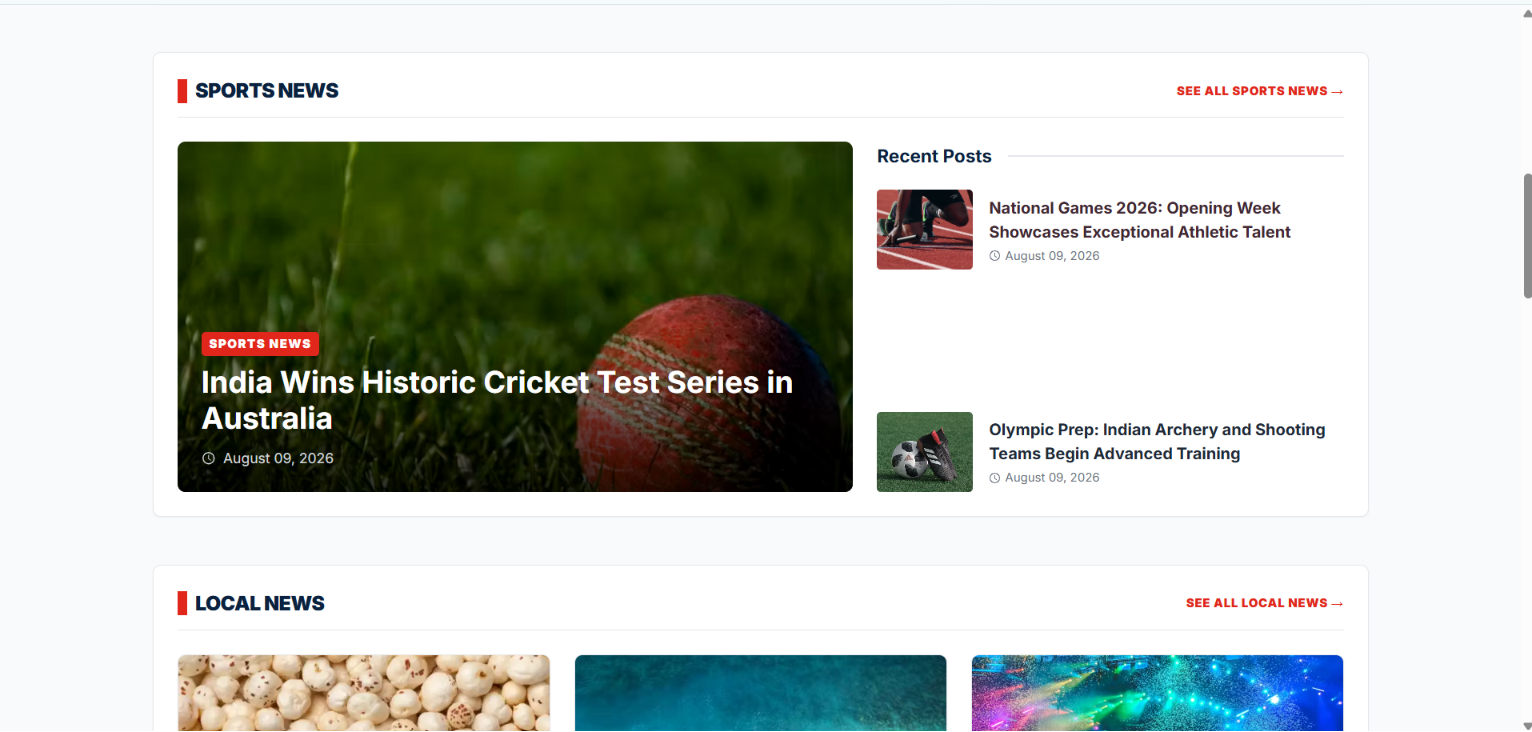 SPORTS NEWS
SEE ALL SPORTS NEWS →
SPORTS NEWS
India Wins Historic Cricket Test Series in
Australia
August 09, 2026
Recent Posts
National Games 2026: Opening Week
Showcases Exceptional Athletic Talent
August 09, 2026
Olympic Prep: Indian Archery and Shooting
Teams Begin Advanced Training
August 09, 2026
LOCAL NEWS
SEE ALL LOCAL NEWS →